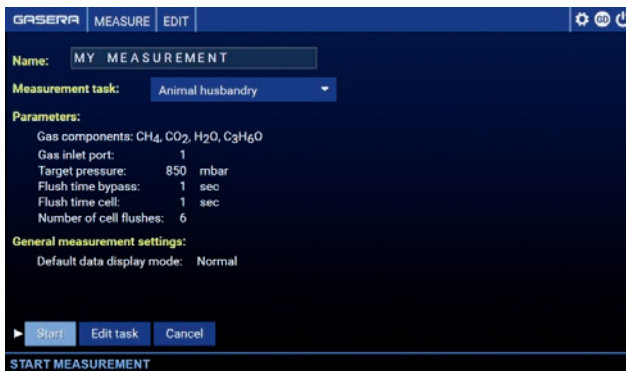 GASERA MEASURE EDIT
Name: MY MEASUREMENT
Measurement task: Animal husbandry
Parameters:
Gas components: CH4, CO2, H2O, C3H6O
Gas inlet port: 1
Target pressure: 850 mbar
Flush time bypass: 1 sec
Flush time cell: 1 sec
Number of cell flushes: 6
General measurement settings:
Default data display mode: Normal
Start Edit task Cancel
START MEASUREMENT